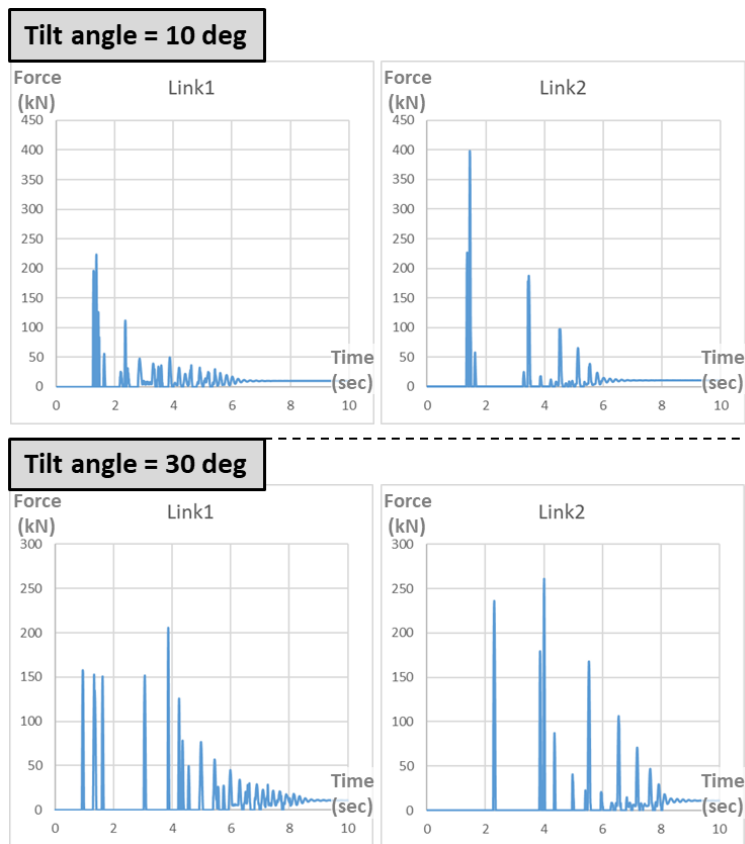 Tilt angle = 10 deg
Force
(kN)
Link1
450
400
350
300
250
200
150
100
50
0
0 2 4 6 8 10
Time
(sec)
Force
(kN)
Link2
450
400
350
300
250
200
150
100
50
0
0 2 4 6 8 10
Time
(sec)
Tilt angle = 30 deg
Force
(kN)
Link1
300
250
200
150
100
50
0
0 2 4 6 8 10
Time
(sec)
Force
(kN)
Link2
300
250
200
150
100
50
0
0 2 4 6 8 10
Time
(sec)